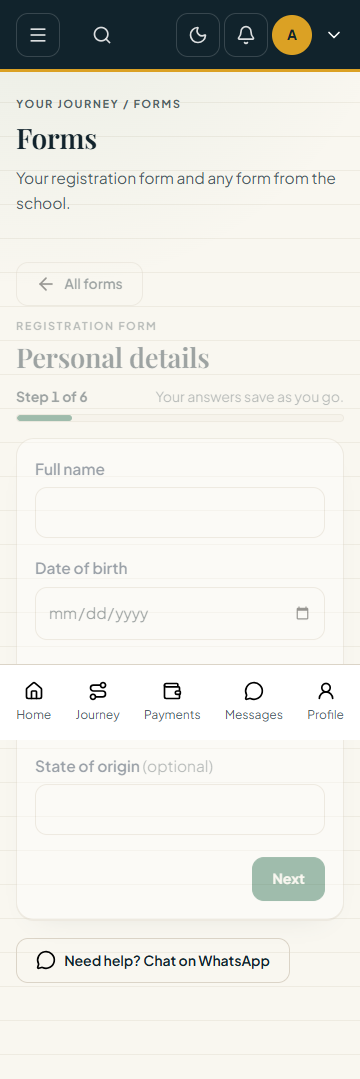 A
YOUR JOURNEY / FORMS
Forms
Your registration form and any form from the
school.
All forms
REGISTRATION FORM
Personal details
Step 1 of 6
Your answers save as you go.
Full name
Date of birth
mm/dd/yyyy
Home
Journey
Payments
Messages
Profile
State of origin (optional)
Next
Need help? Chat on WhatsApp